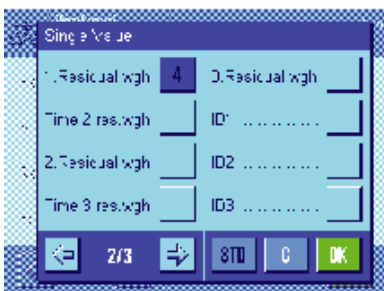 Single Value
1.Residual wgh 4
3.Residual wgh
Time 2 res.wgh
ID1 ............
2.Residual wgh
ID2 ............
Time 3 res.wgh
ID3 ............
2/3
STD
C
OK